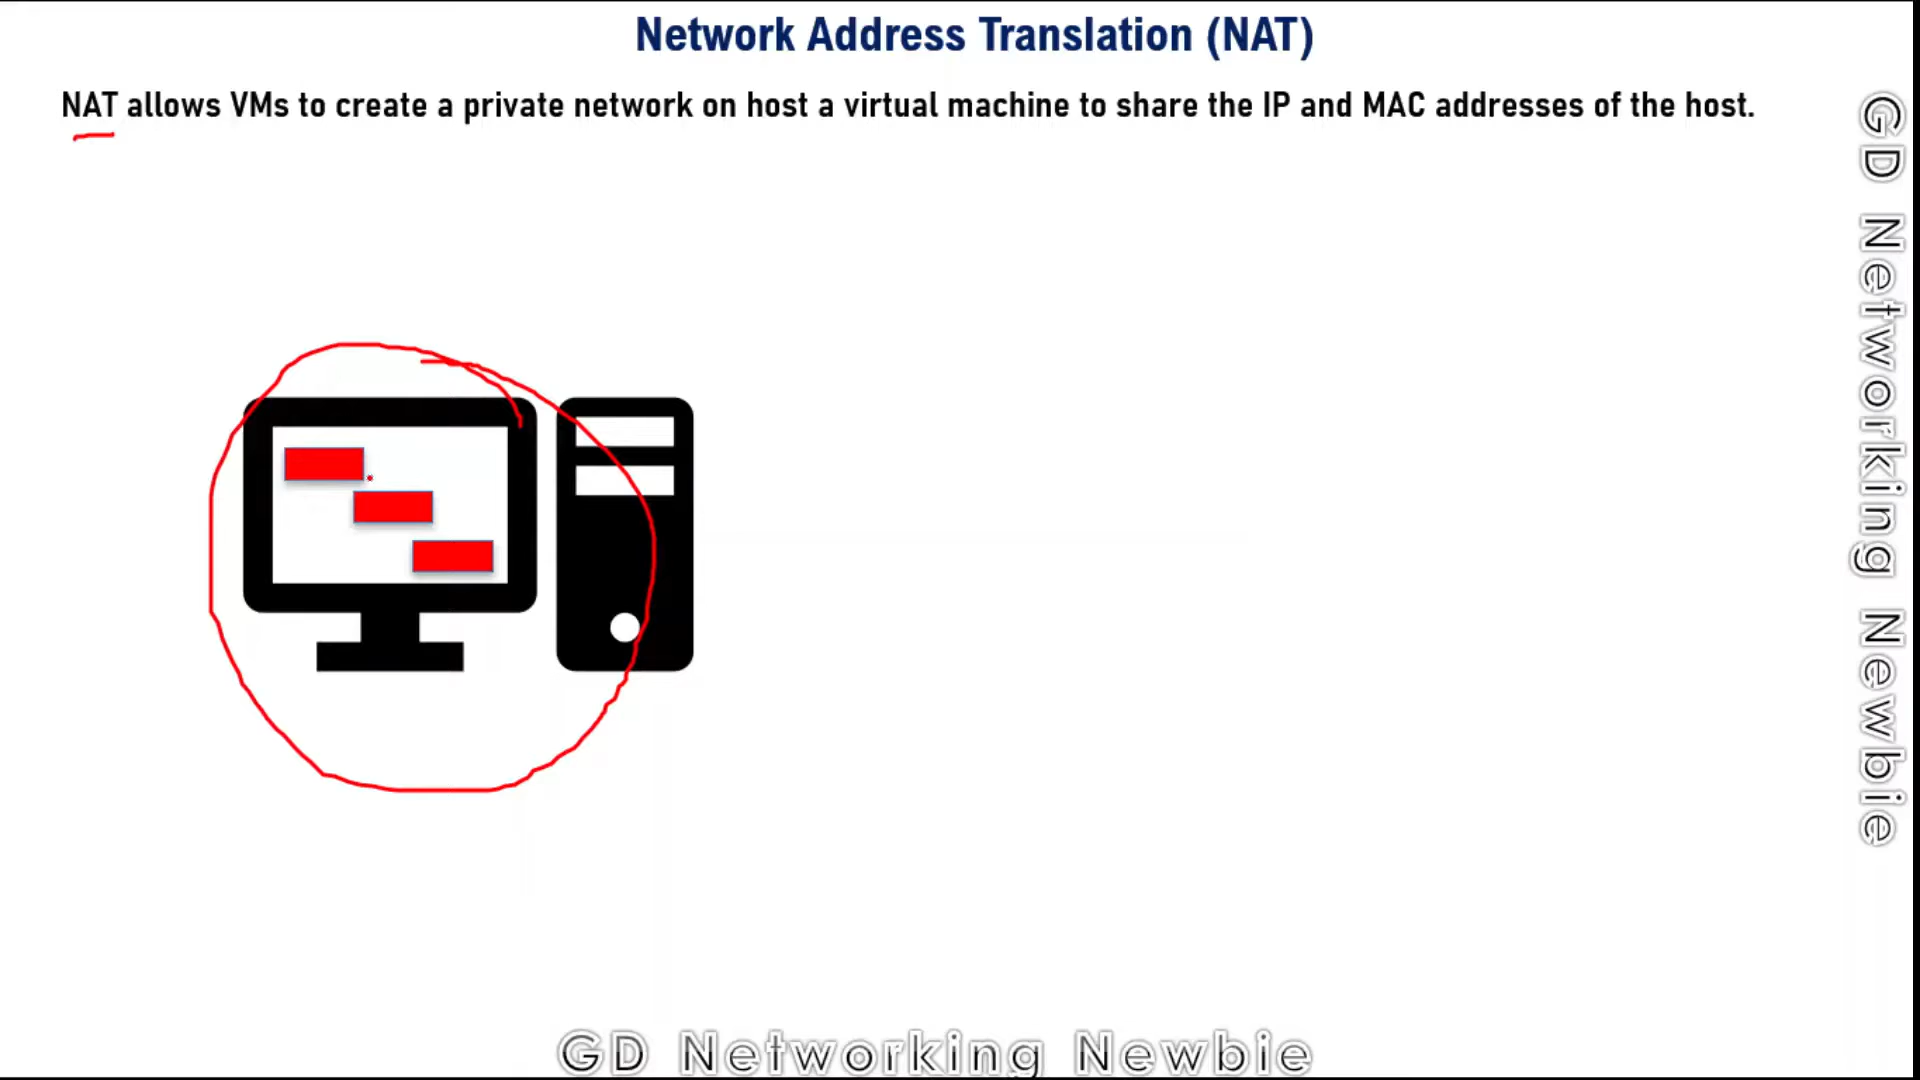 Network Address Translation (NAT)
NAT allows VMs to create a private network on host a virtual machine to share the IP and MAC addresses of the host.
GD Networking Newbie
GD Networking Newbie